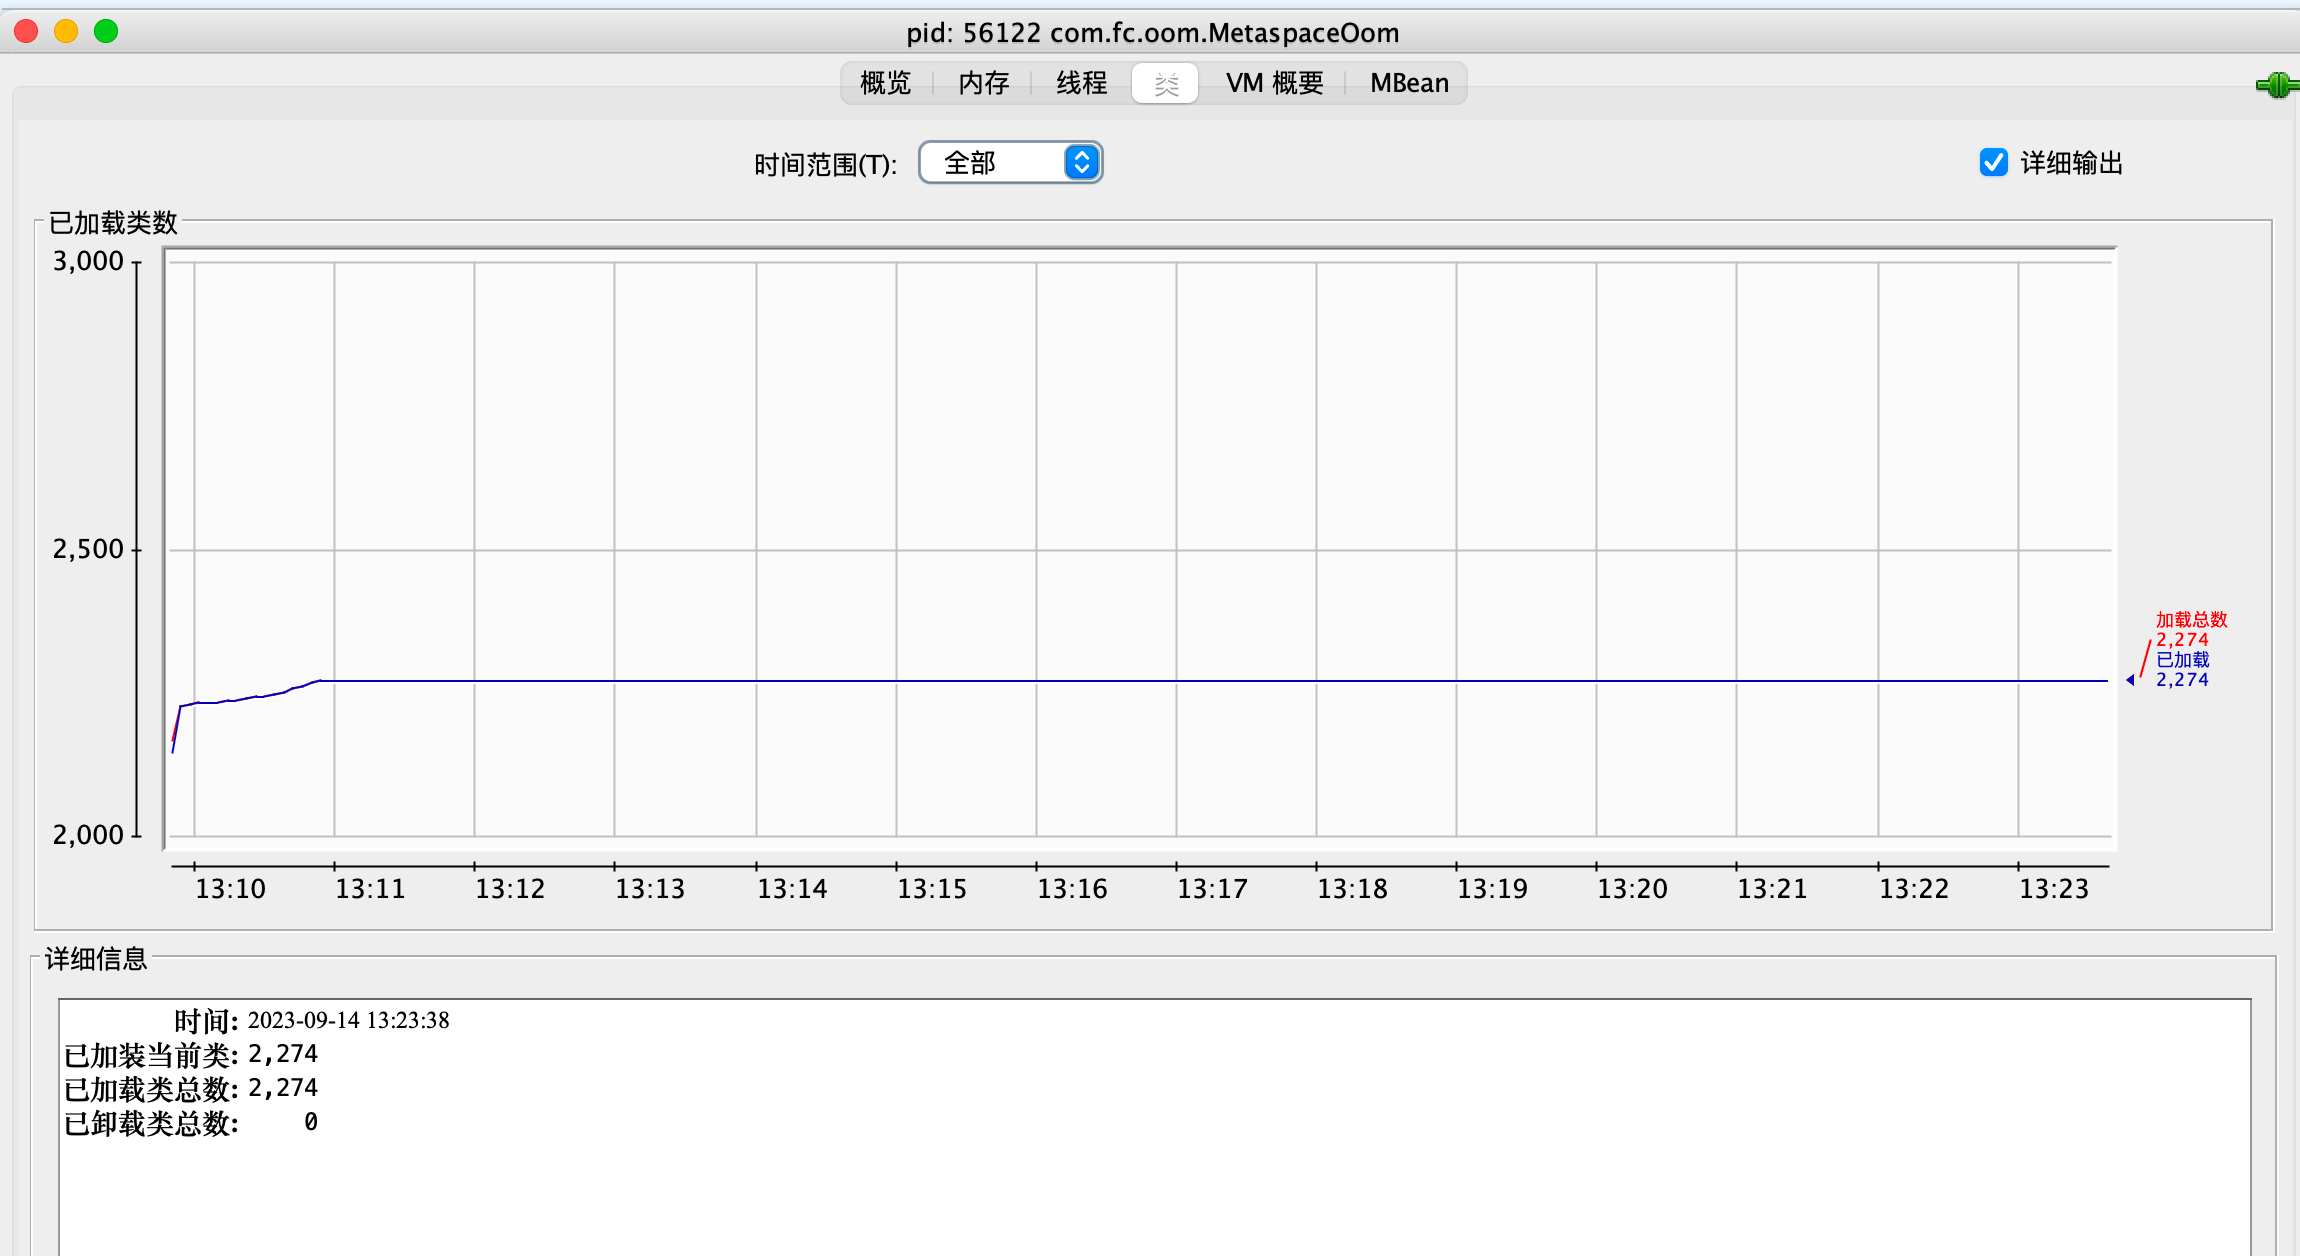 pid: 56122 com.fc.oom.MetaspaceOom
概览 内存 线程 类 VM 概要 MBean
时间范围(T): 全部 详细输出
已加载类数
3,000
2,500
2,000
加载总数
2,274
已加载
2,274
13:10 13:11 13:12 13:13 13:14 13:15 13:16 13:17 13:18 13:19 13:20 13:21 13:22 13:23
详细信息
时间: 2023-09-14 13:23:38
已加装当前类: 2,274
已加载类总数: 2,274
已卸载类总数: 0